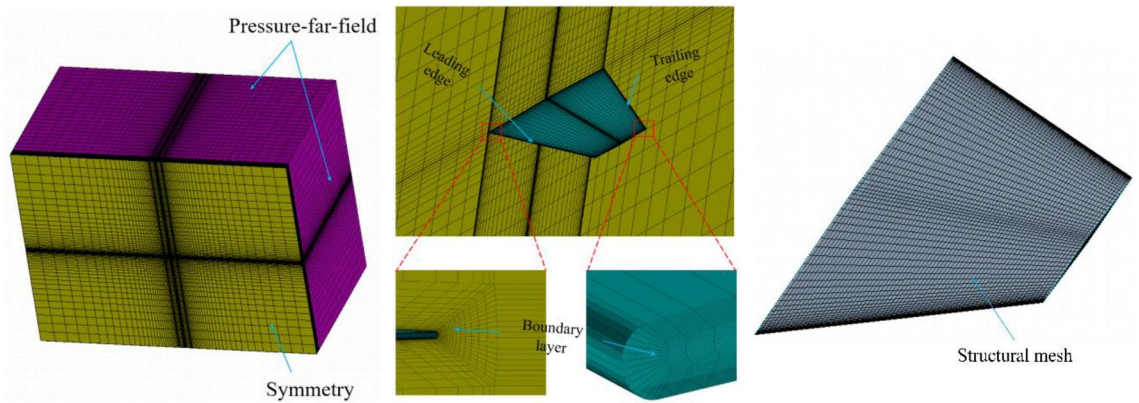 Pressure-far-field
Symmetry
Leading
edge
Trailing
edge
Boundary
layer
Structural mesh